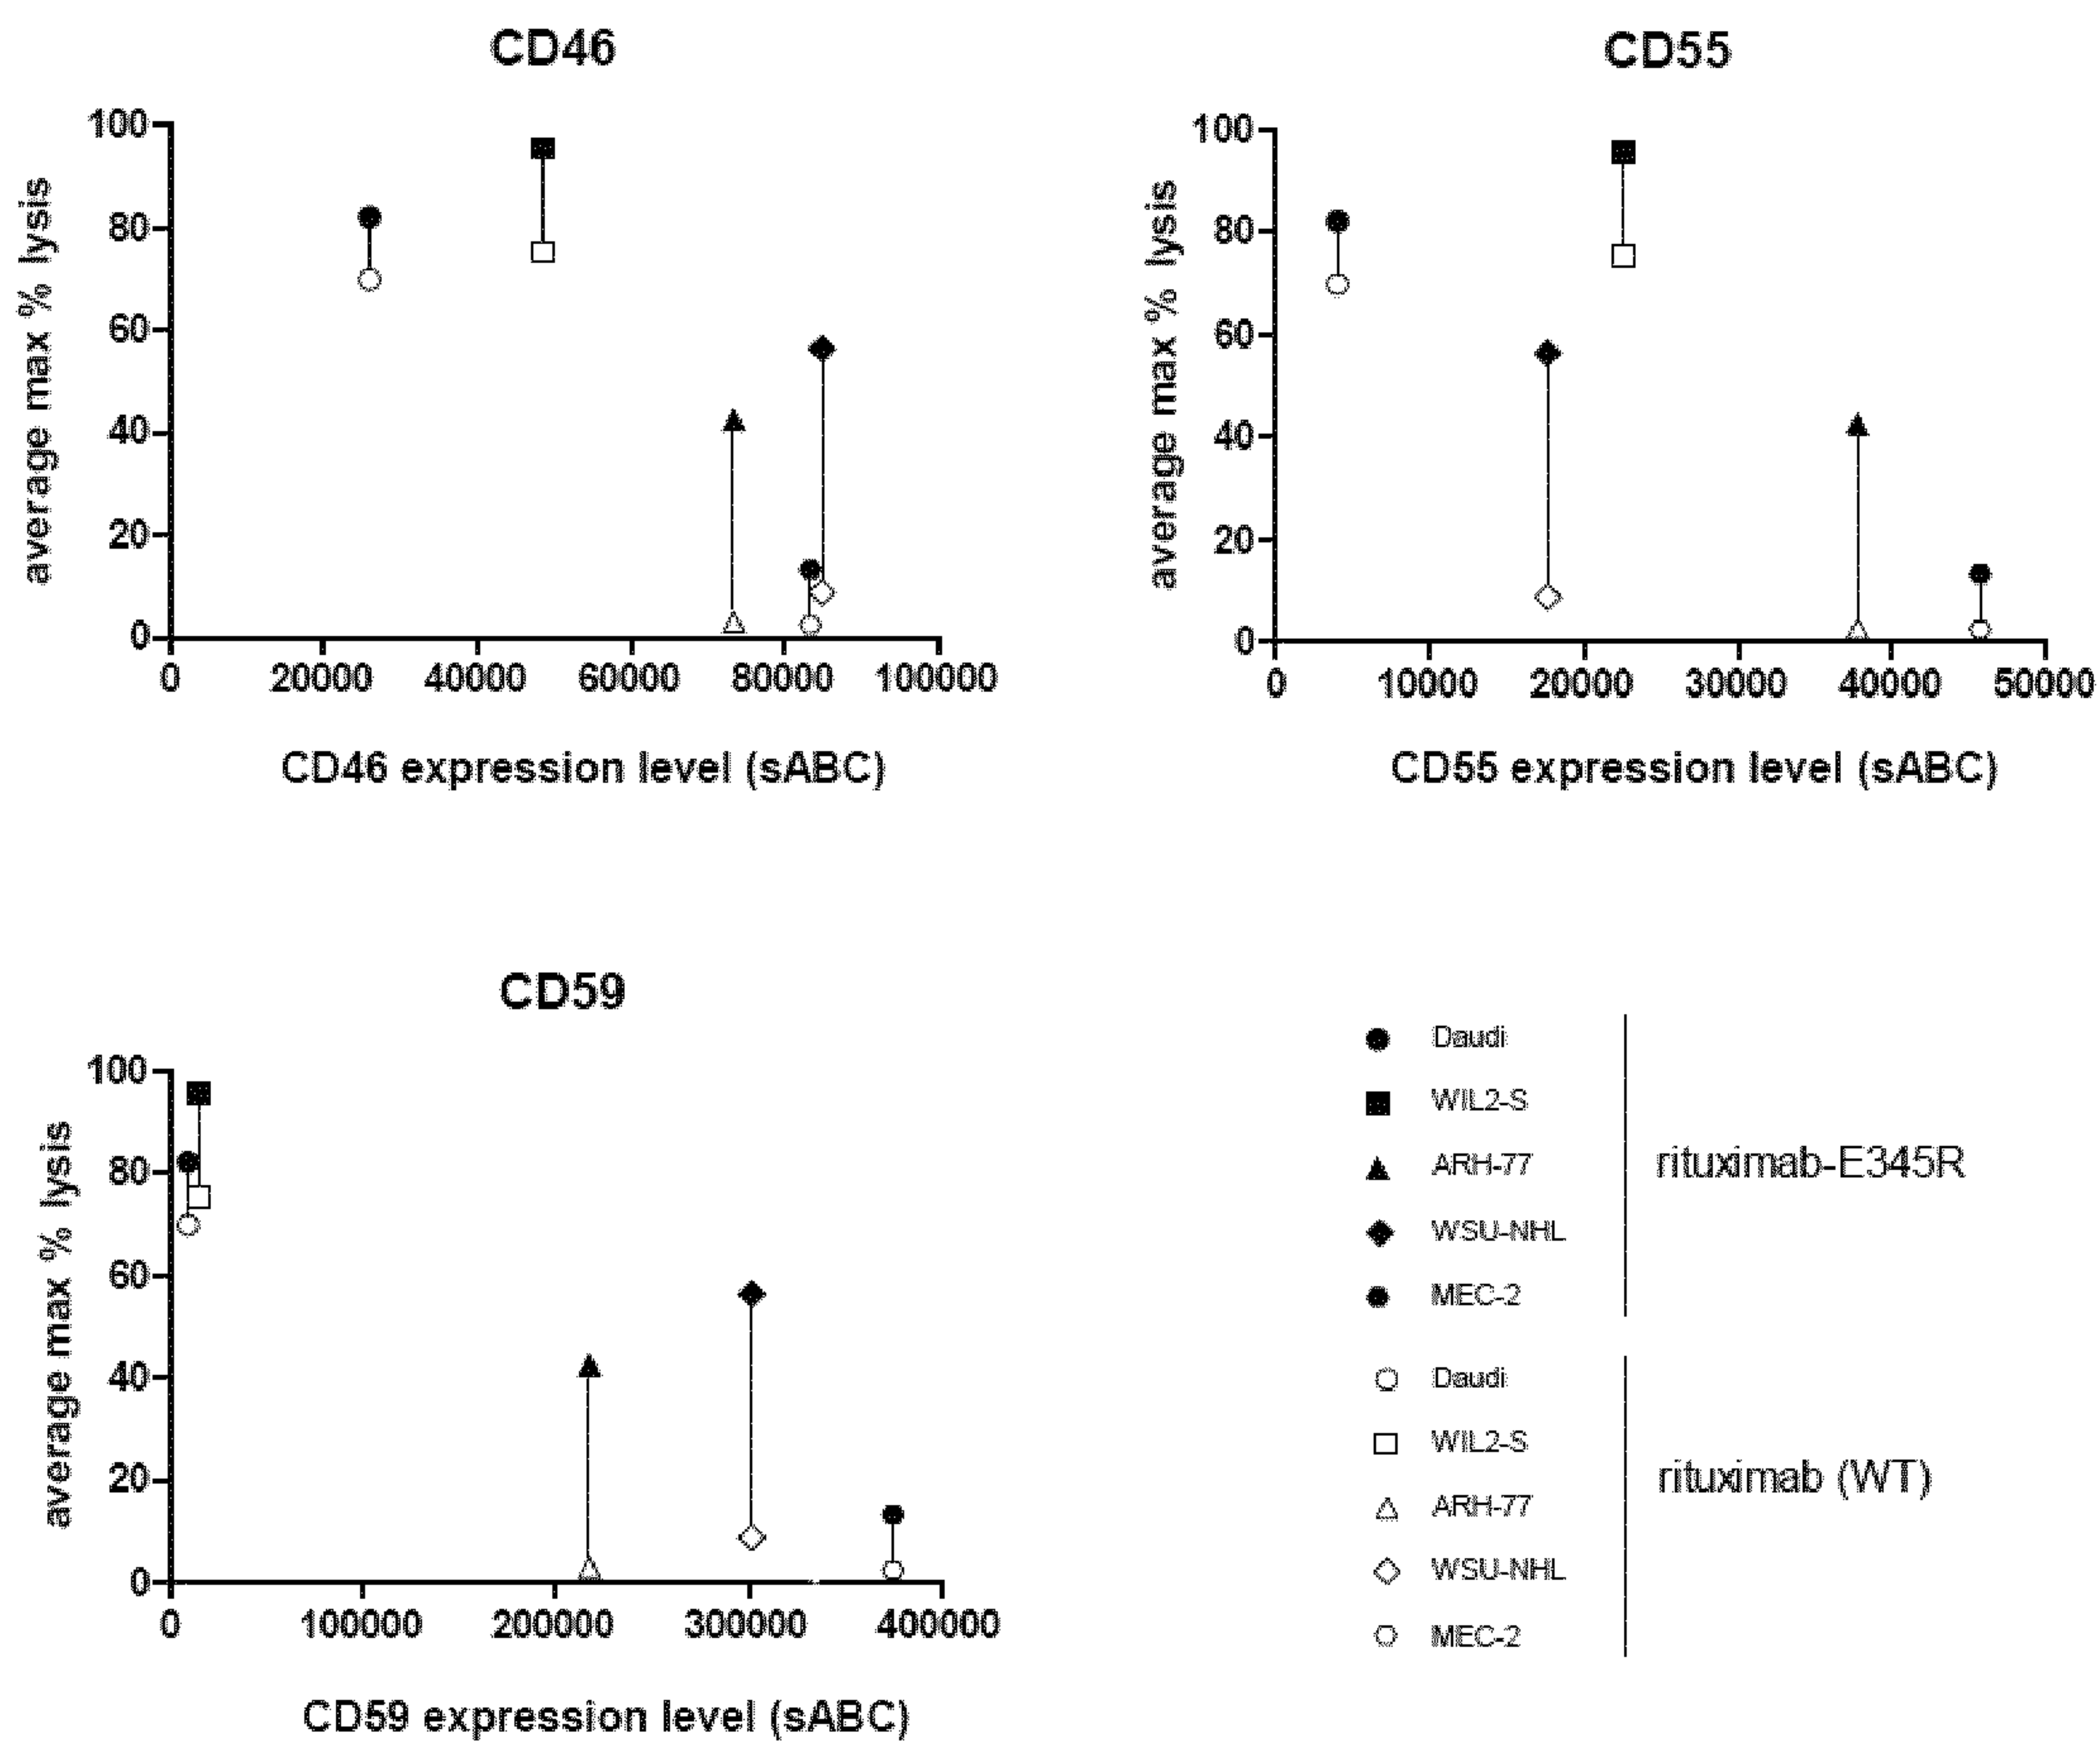 CD46
average max % lysis
100
80
60
40
20
0
0 20000 40000 60000 80000 100000
CD46 expression level (sABC)
CD55
average max % lysis
100
80
60
40
20
0
0 10000 20000 30000 40000 50000
CD55 expression level (sABC)
CD59
average max % lysis
100
80
60
40
20
0
0 100000 200000 300000 400000
CD59 expression level (sABC)
Daudi
WIL2-S
ARH-77
WSU-NHL
MEC-2
rituximab-E345R
Daudi
WIL2-S
ARH-77
WSU-NHL
MEC-2
rituximab (WT)